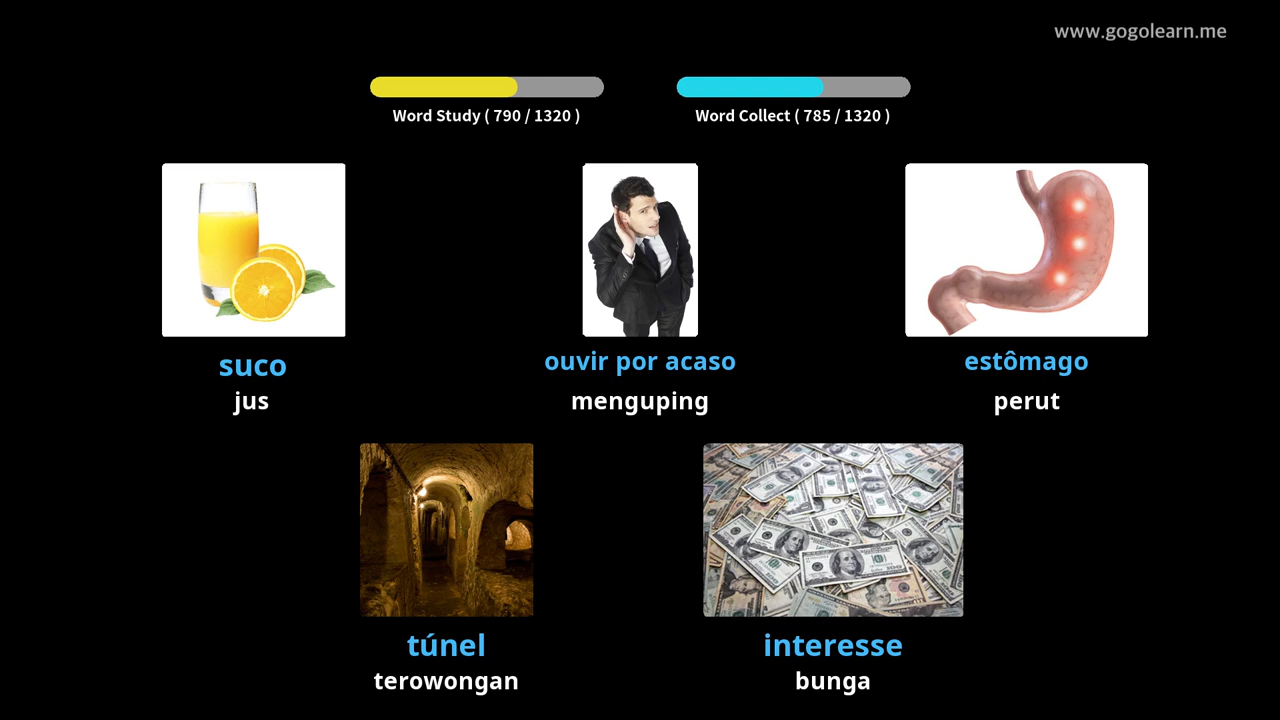 www.gogolearn.me
Word Study ( 790 / 1320 )
Word Collect ( 785 / 1320 )
suco
jus
ouvir por acaso
menguping
estômago
perut
túnel
terowongan
interesse
bunga